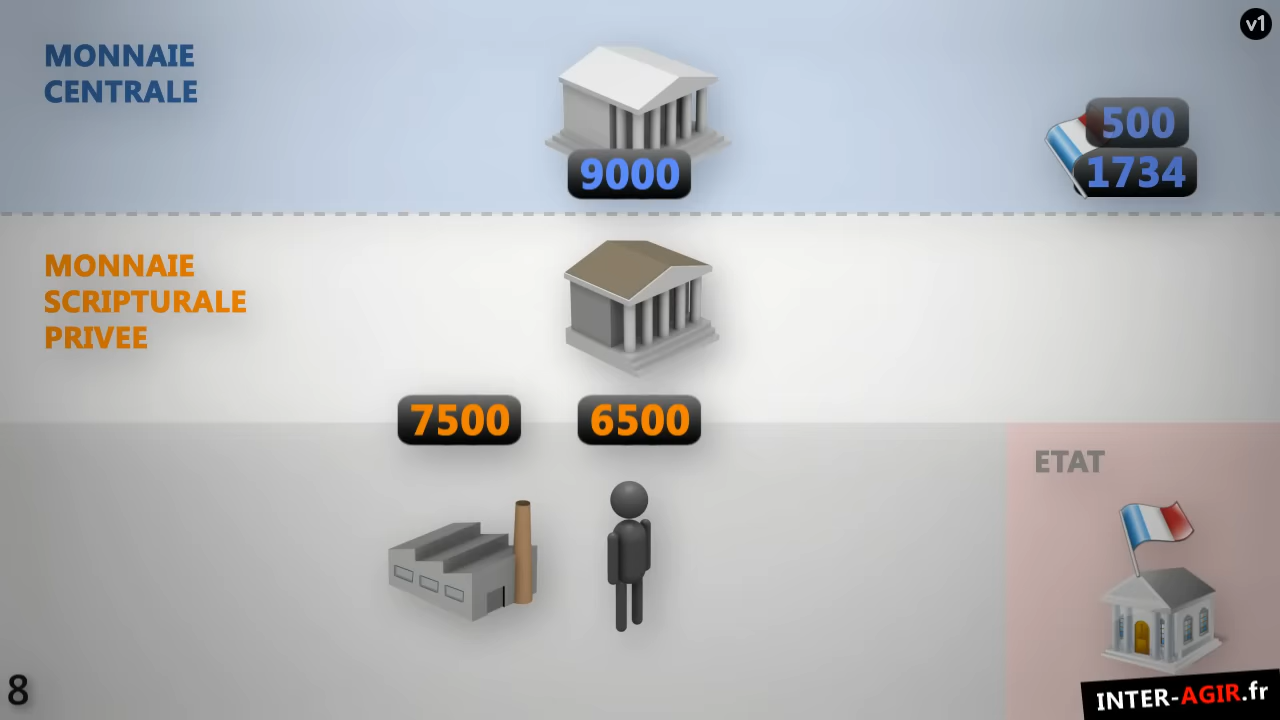 v1
MONNAIE
CENTRALE
9000
500
1734
MONNAIE
SCRIPTURALE
PRIVEE
7500
6500
ETAT
8
INTER-AGIR.fr